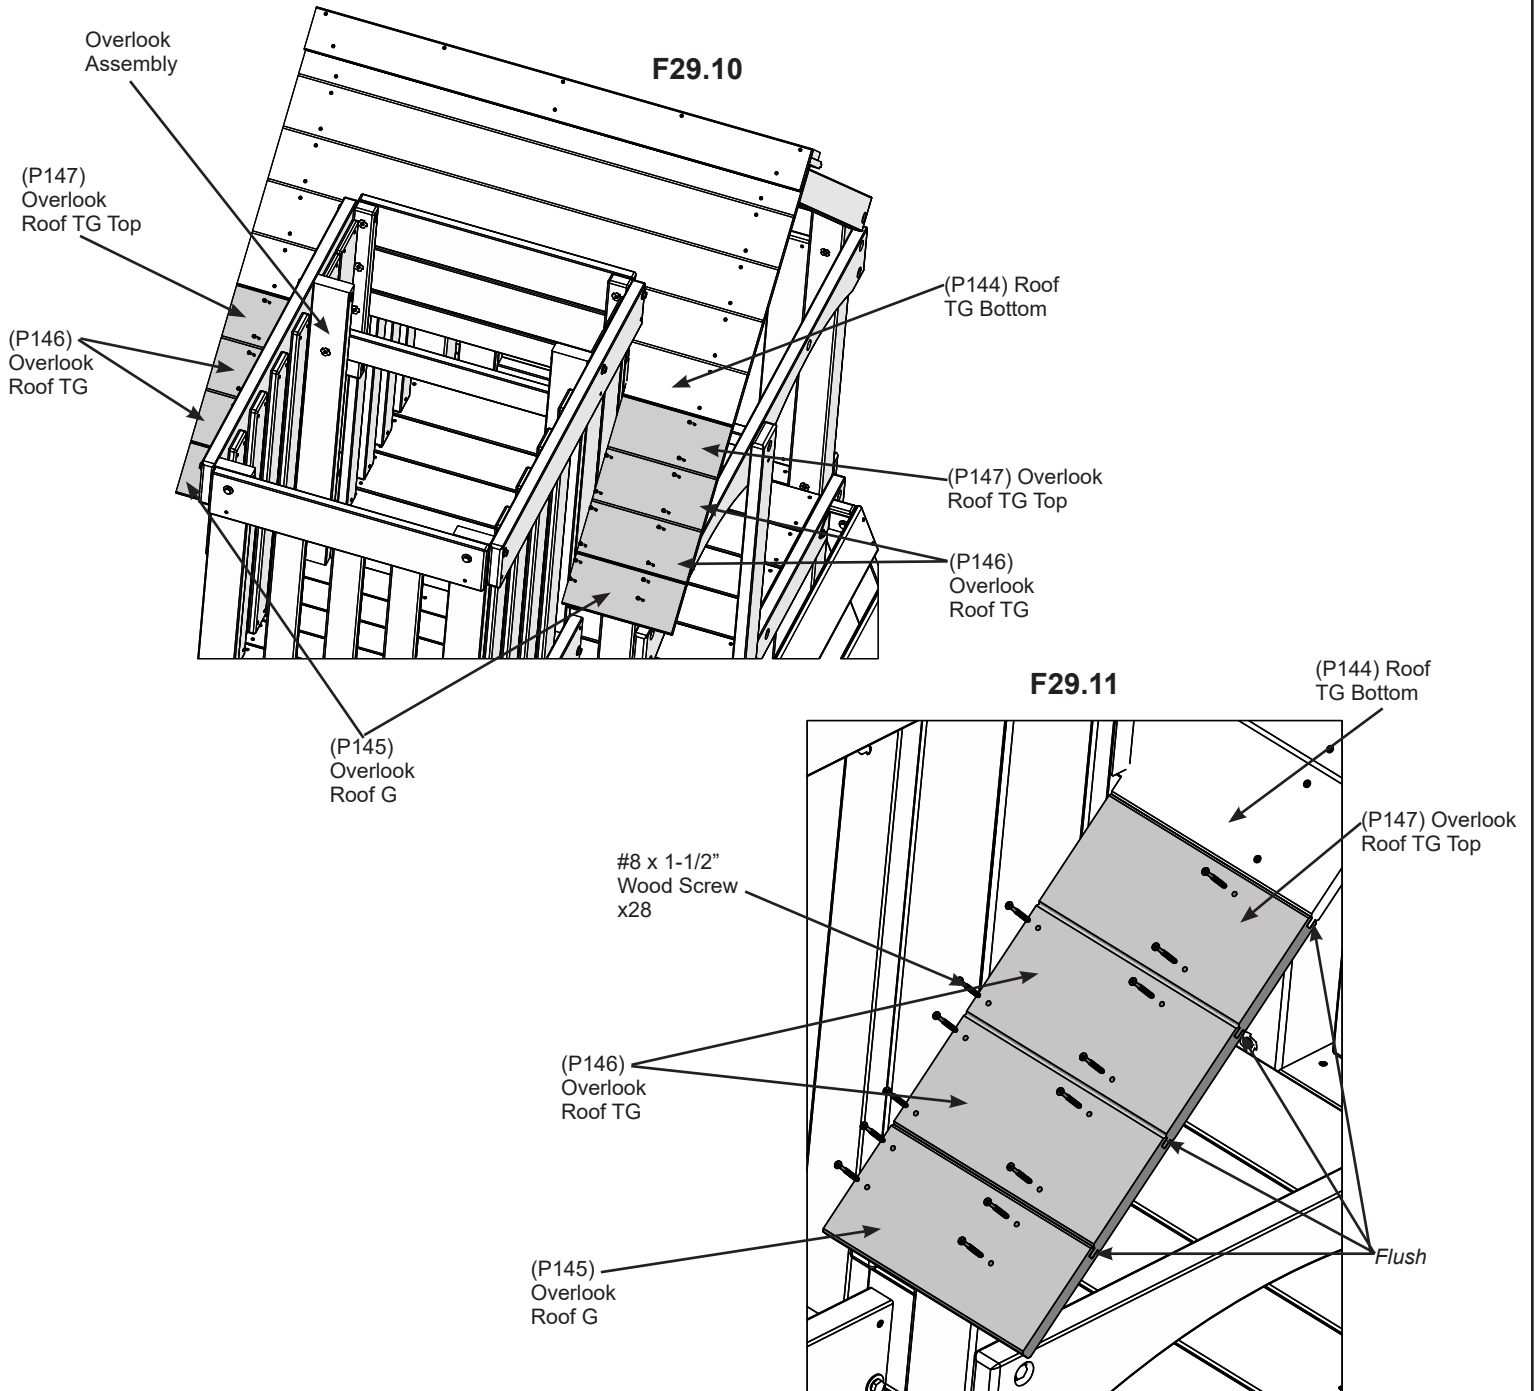 F29.10
Overlook
Assembly
(P147)
Overlook
Roof TG Top
(P146)
Overlook
Roof TG
(P144) Roof
TG Bottom
(P147) Overlook
Roof TG Top
(P146)
Overlook
Roof TG
(P145)
Overlook
Roof G
F29.11
(P144) Roof
TG Bottom
(P147) Overlook
Roof TG Top
#8 x 1-1/2”
Wood Screw
x28
(P146)
Overlook
Roof TG
(P145)
Overlook
Roof G
Flush